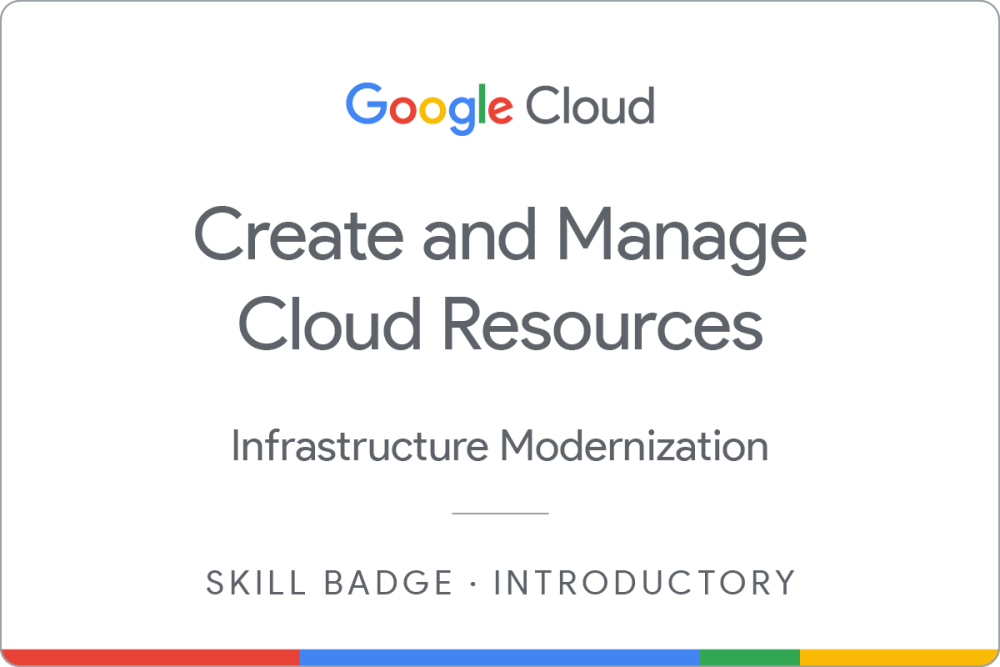 Google Cloud
Create and Manage
Cloud Resources
Infrastructure Modernization
SKILL BADGE · INTRODUCTORY